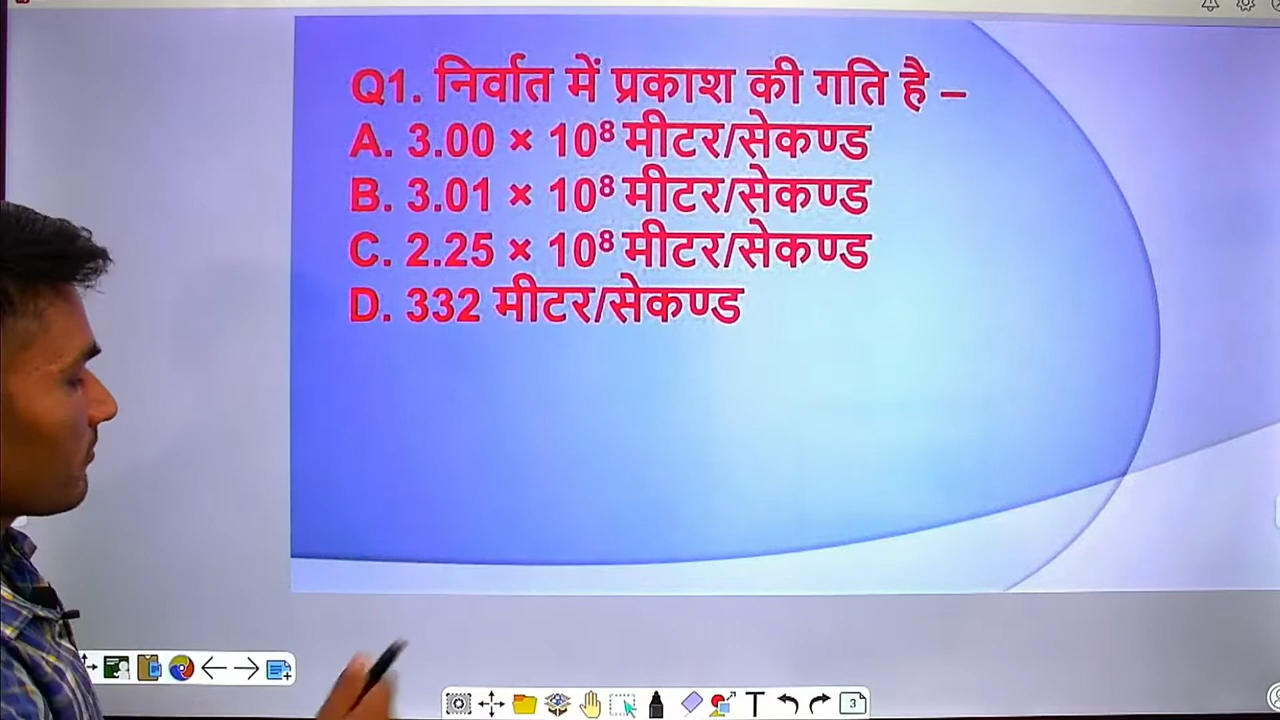 Q1. निर्वात में प्रकाश की गति है –
A. 3.00 × 10⁸ मीटर/सेकण्ड
B. 3.01 × 10⁸ मीटर/सेकण्ड
C. 2.25 × 10⁸ मीटर/सेकण्ड
D. 332 मीटर/सेकण्ड
T
3